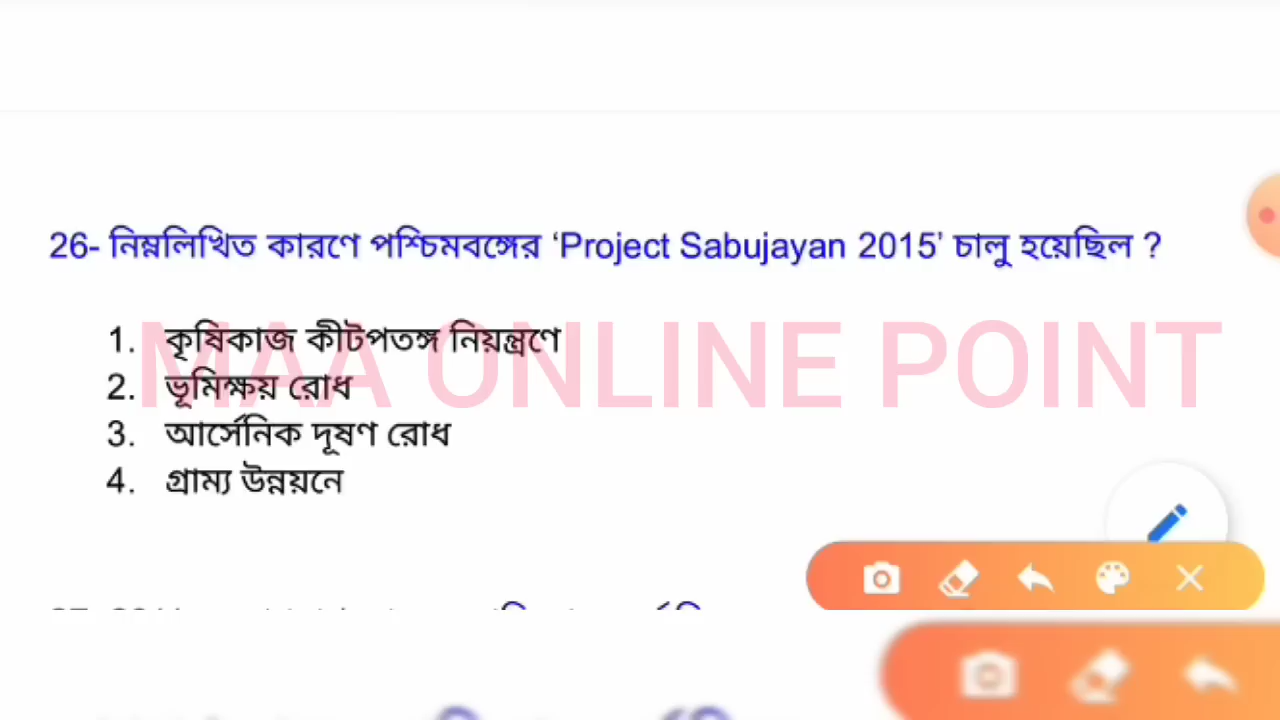 26- নিম্নলিখিত কারণে পশ্চিমবঙ্গের ‘Project Sabujayan 2015’ চালু হয়েছিল ?
MAA ONLINE POINT
1. কৃষিকাজ কীটপতঙ্গ নিয়ন্ত্রণে
2. ভূমিক্ষয় রোধ
3. আর্সেনিক দূষণ রোধ
4. গ্রাম্য উন্নয়নে